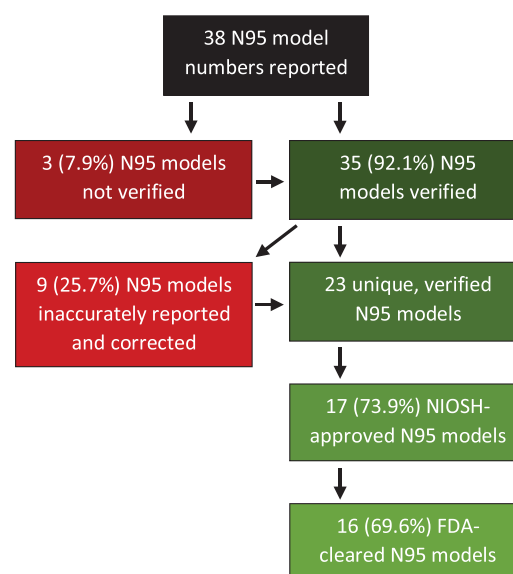 38 N95 model
numbers reported
3 (7.9%) N95 models
not verified
35 (92.1%) N95
models verified
9 (25.7%) N95 models
inaccurately reported
and corrected
23 unique, verified
N95 models
17 (73.9%) NIOSH-
approved N95 models
16 (69.6%) FDA-
cleared N95 models